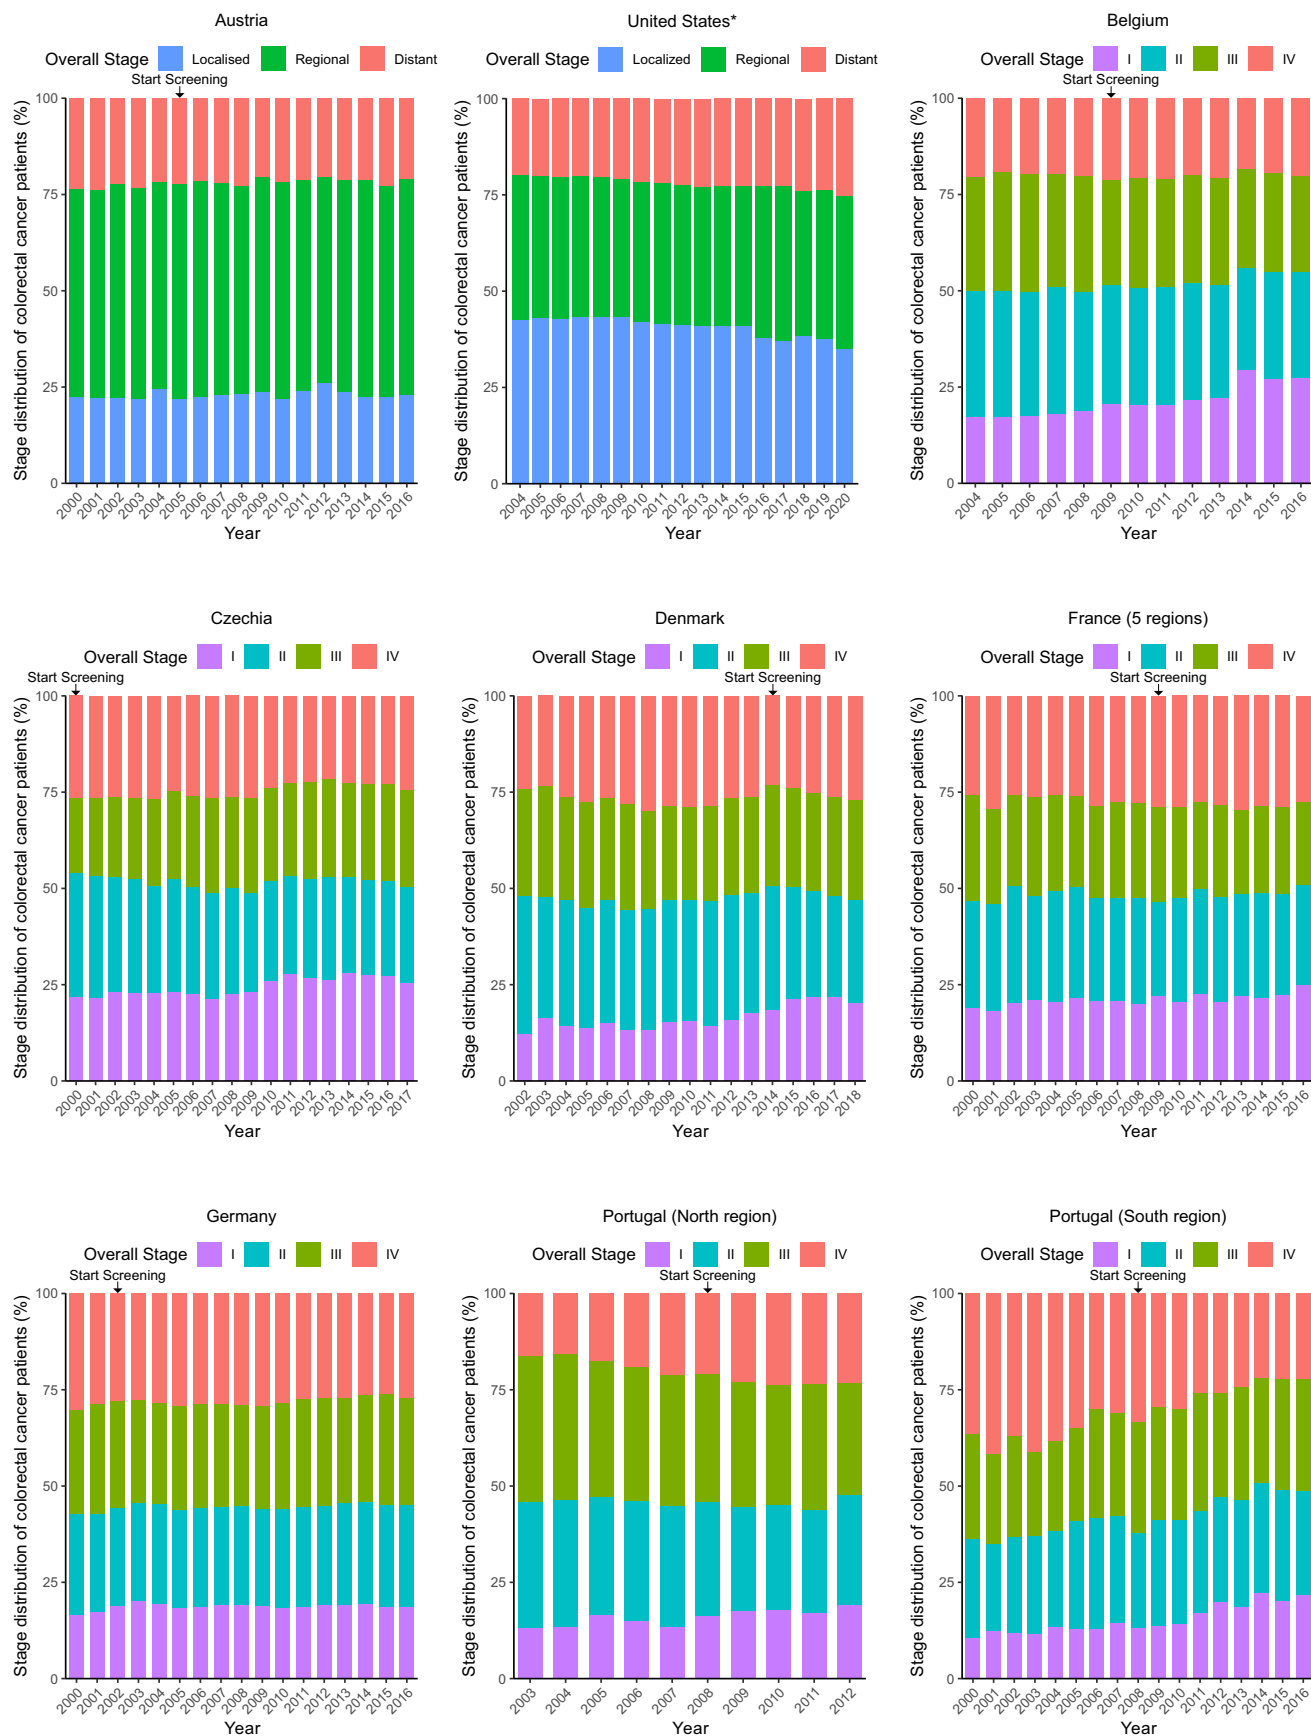 Austria
Overall Stage Localised Regional Distant
Start Screening
Stage distribution of colorectal cancer patients (%)
100
75
50
25
0
2000 2001 2002 2003 2004 2005 2006 2007 2008 2009 2010 2011 2012 2013 2014 2015 2016
Year
United States*
Overall Stage Localized Regional Distant
Stage distribution of colorectal cancer patients (%)
100
75
50
25
0
2004 2005 2006 2007 2008 2009 2010 2011 2012 2013 2014 2015 2016 2017 2018 2019 2020
Year
Belgium
Overall Stage I II III IV
Start Screening
Stage distribution of colorectal cancer patients (%)
100
75
50
25
0
2004 2005 2006 2007 2008 2009 2010 2011 2012 2013 2014 2015 2016
Year
Czechia
Overall Stage I II III IV
Start Screening
Stage distribution of colorectal cancer patients (%)
100
75
50
25
0
2000 2001 2002 2003 2004 2005 2006 2007 2008 2009 2010 2011 2012 2013 2014 2015 2016 2017
Year
Denmark
Overall Stage I II III IV
Start Screening
Stage distribution of colorectal cancer patients (%)
100
75
50
25
0
2002 2003 2004 2005 2006 2007 2008 2009 2010 2011 2012 2013 2014 2015 2016 2017 2018
Year
France (5 regions)
Overall Stage I II III IV
Start Screening
Stage distribution of colorectal cancer patients (%)
100
75
50
25
0
2000 2001 2002 2003 2004 2005 2006 2007 2008 2009 2010 2011 2012 2013 2014 2015 2016
Year
Germany
Overall Stage I II III IV
Start Screening
Stage distribution of colorectal cancer patients (%)
100
75
50
25
0
2000 2001 2002 2003 2004 2005 2006 2007 2008 2009 2010 2011 2012 2013 2014 2015 2016
Year
Portugal (North region)
Overall Stage I II III IV
Start Screening
Stage distribution of colorectal cancer patients (%)
100
75
50
25
0
2003 2004 2005 2006 2007 2008 2009 2010 2011 2012
Year
Portugal (South region)
Overall Stage I II III IV
Start Screening
Stage distribution of colorectal cancer patients (%)
100
75
50
25
0
2000 2001 2002 2003 2004 2005 2006 2007 2008 2009 2010 2011 2012 2013 2014 2015 2016
Year